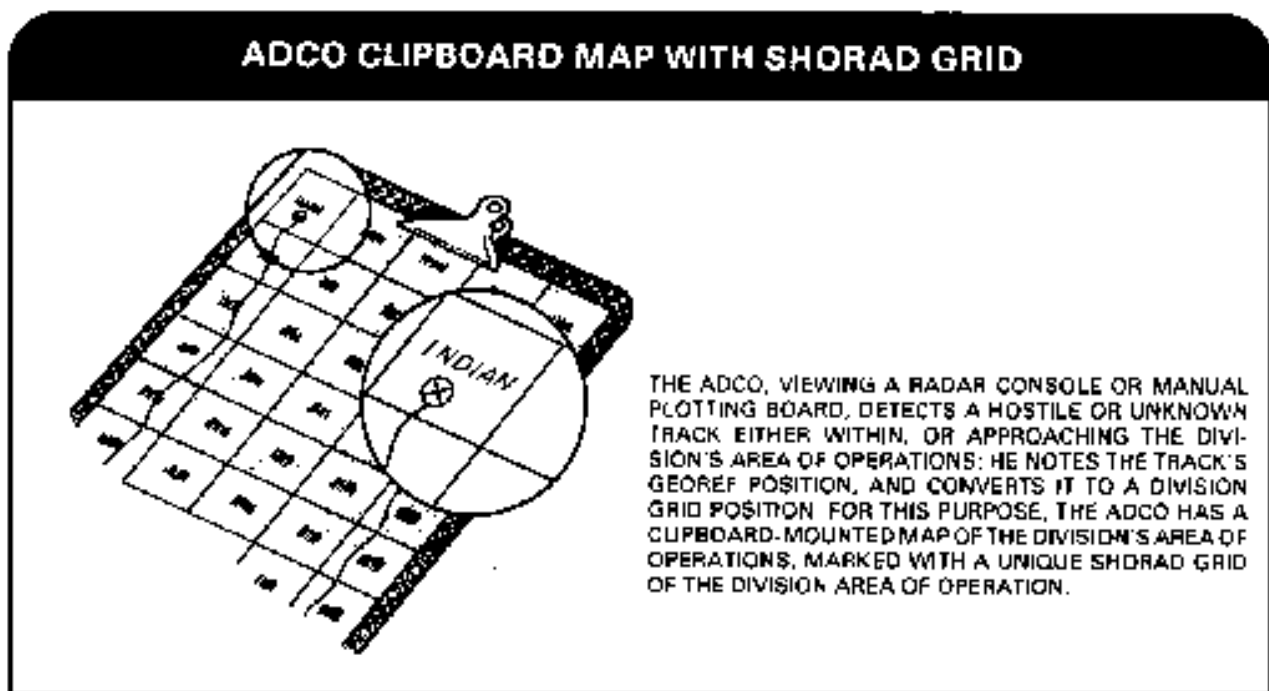 ADCO CLIPBOARD MAP WITH SHORAD GRID
INDIAN
THE ADCO, VIEWING A RADAR CONSOLE OR MANUAL
PLOTTING BOARD, DETECTS A HOSTILE OR UNKNOWN
TRACK EITHER WITHIN, OR APPROACHING THE DIVI-
SION'S AREA OF OPERATIONS: HE NOTES THE TRACK'S
GEOREF POSITION, AND CONVERTS IT TO A DIVISION
GRID POSITION. FOR THIS PURPOSE, THE ADCO HAS A
CLIPBOARD-MOUNTED MAP OF THE DIVISION'S AREA OF
OPERATIONS, MARKED WITH A UNIQUE SHORAD GRID
OF THE DIVISION AREA OF OPERATION.